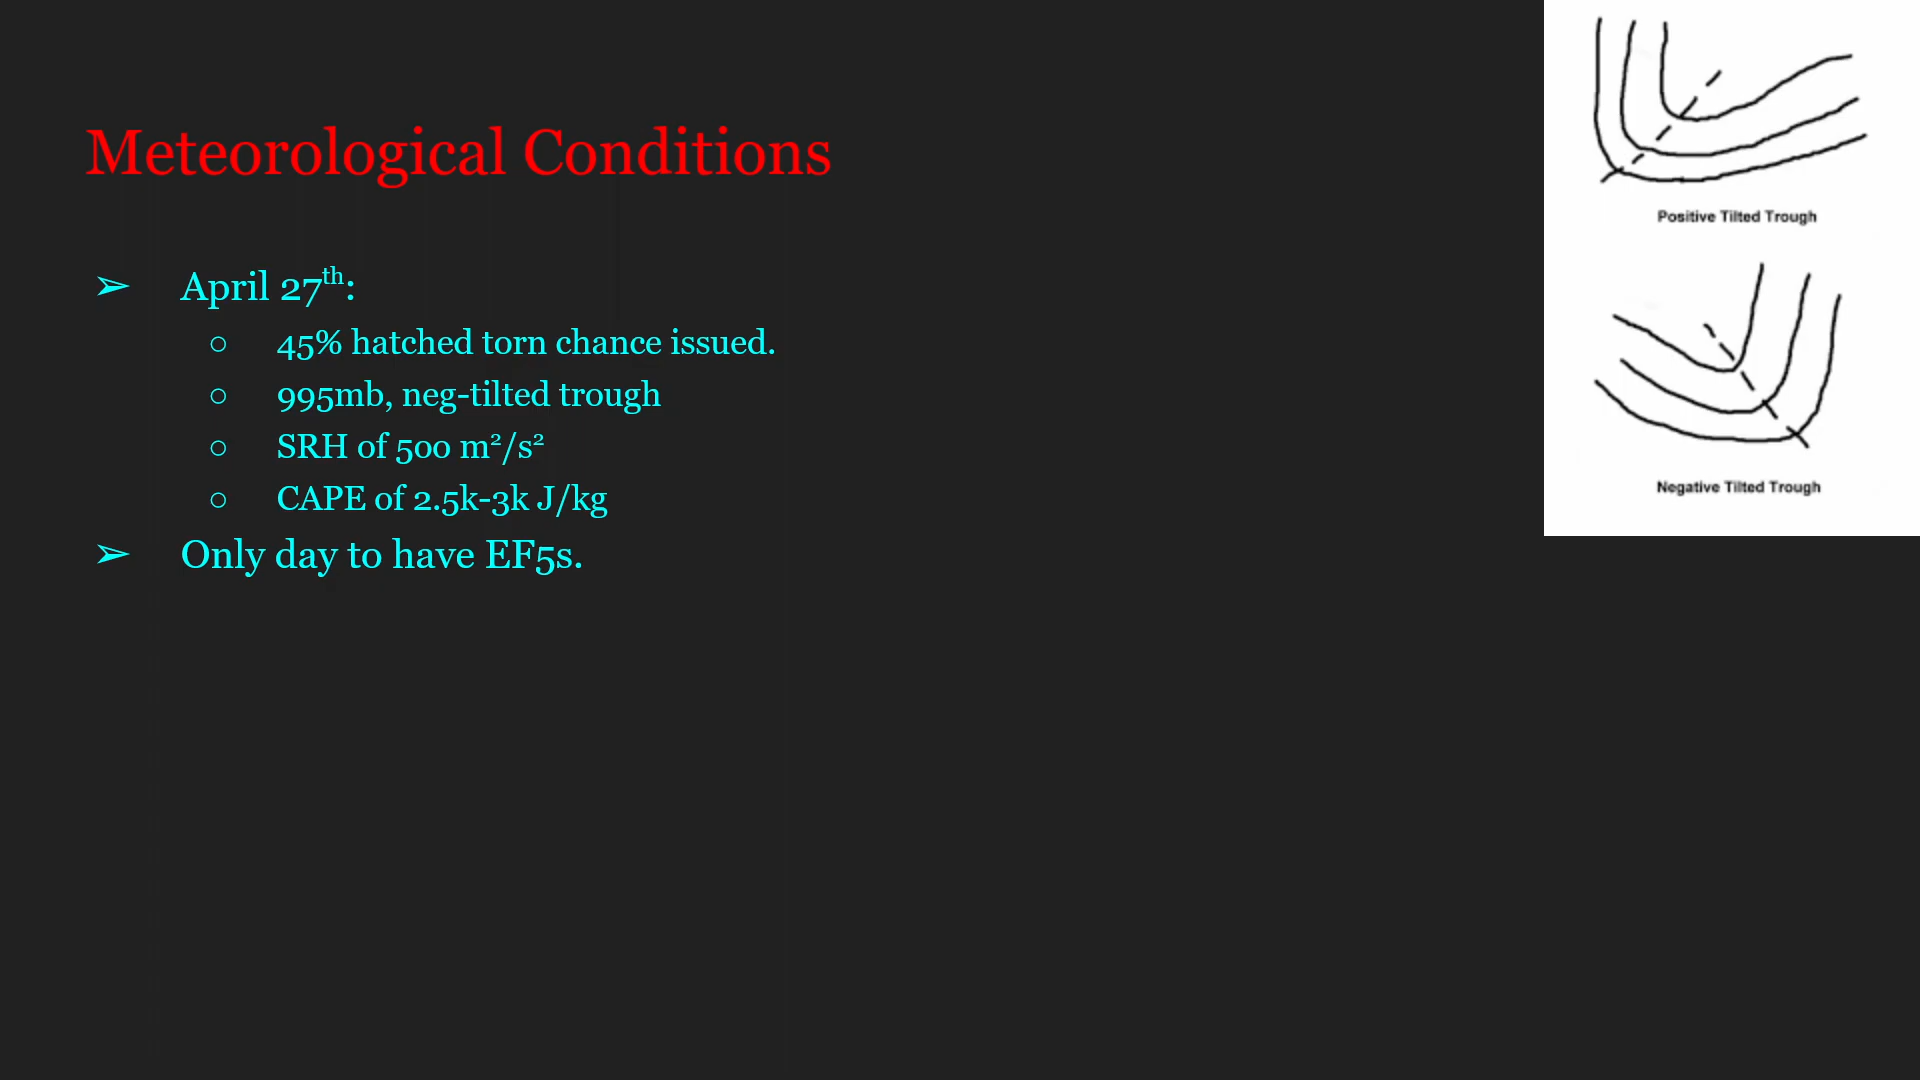 Meteorological Conditions
➢ April 27th:
○ 45% hatched torn chance issued.
○ 995mb, neg-tilted trough
○ SRH of 500 m²/s²
○ CAPE of 2.5k-3k J/kg
➢ Only day to have EF5s.
Positive Tilted Trough
Negative Tilted Trough